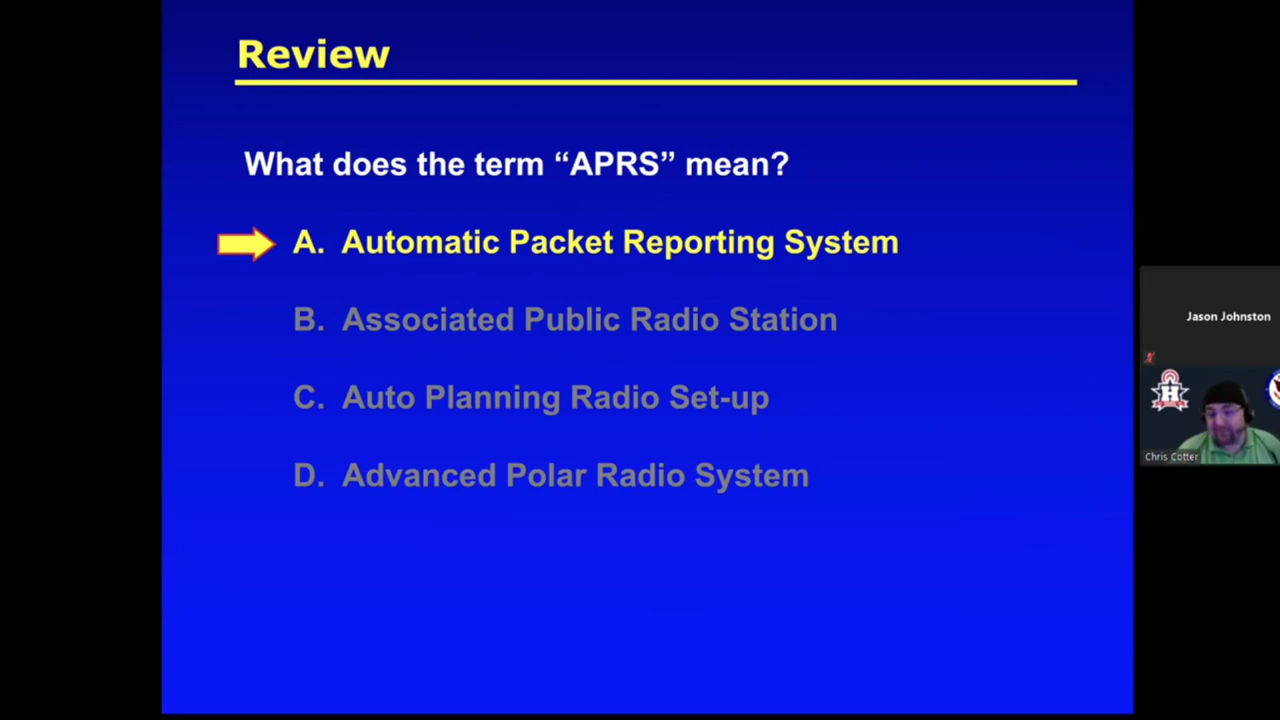 Review
What does the term “APRS” mean?
A. Automatic Packet Reporting System
B. Associated Public Radio Station
C. Auto Planning Radio Set-up
D. Advanced Polar Radio System
Jason Johnston
H
Chris Cotter